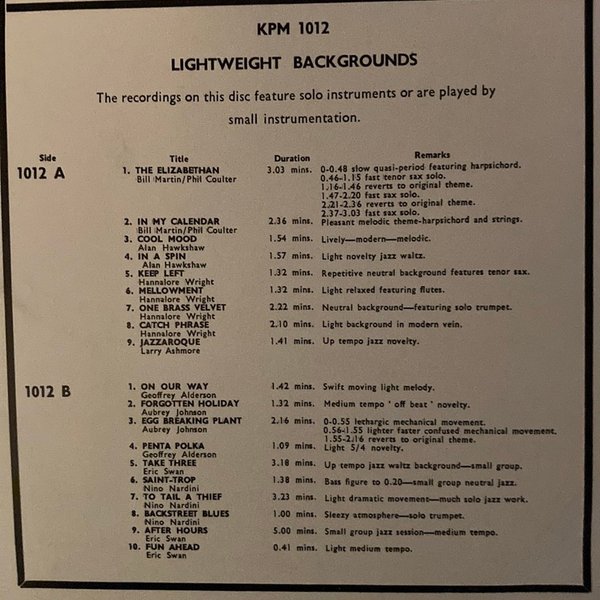 KPM 1012
LIGHTWEIGHT BACKGROUNDS
The recordings on this disc feature solo instruments or are played by
small instrumentation.
Side Title Duration Remarks
1012 A 1. THE ELIZABETHAN 3.03 mins. 0-0.48 slow quasi-period featuring harpsichord.
Bill Martin/Phil Coulter 0.46-1.15 fast tenor sax solo.
1.16-1.46 reverts to original theme.
1.47-2.20 fast sax solo.
2.21-2.36 reverts to original theme.
2.37-3.03 fast sax solo.
2. IN MY CALENDAR 2.36 mins. Pleasant melodic theme-harpsichord and strings.
Bill Martin/Phil Coulter
3. COOL MOOD 1.54 mins. Lively—modern—melodic.
Alan Hawkshaw
4. IN A SPIN 1.57 mins. Light novelty jazz waltz.
Alan Hawkshaw
5. KEEP LEFT 1.32 mins. Repetitive neutral background features tenor sax.
Hannalore Wright
6. MELLOWMENT 1.32 mins. Light relaxed featuring flutes.
Hannalore Wright
7. ONE BRASS VELVET 2.22 mins. Neutral background—featuring solo trumpet.
Hannalore Wright
8. CATCH PHRASE 2.10 mins. Light background in modern vein.
Hannalore Wright
9. JAZZAROQUE 1.41 mins. Up tempo jazz novelty.
Larry Ashmore
1012 B 1. ON OUR WAY 1.42 mins. Swift moving light melody.
Geoffrey Alderson
2. FORGOTTEN HOLIDAY 1.32 mins. Medium tempo ' off beat ' novelty.
Aubrey Johnson
3. EGG BREAKING PLANT 2.16 mins. 0-0.55 lethargic mechanical movement.
Aubrey Johnson 0.56-1.55 lighter faster confused mechanical movement.
1.55-2.16 reverts to original theme.
4. PENTA POLKA 1.09 mins. Light 5/4 novelty.
Geoffrey Alderson
5. TAKE THREE 3.18 mins. Up tempo jazz waltz background—small group.
Eric Swan
6. SAINT-TROP 1.38 mins. Bass figure to 0.20—small group neutral jazz.
Nino Nardini
7. TO TAIL A THIEF 3.23 mins. Light dramatic movement—much solo jazz work.
Nino Nardini
8. BACKSTREET BLUES 1.00 mins. Sleezy atmosphere—solo trumpet.
Nino Nardini
9. AFTER HOURS 5.00 mins. Small group jazz session—medium tempo.
Eric Swan
10. FUN AHEAD 0.41 mins. Light medium tempo.
Eric Swan